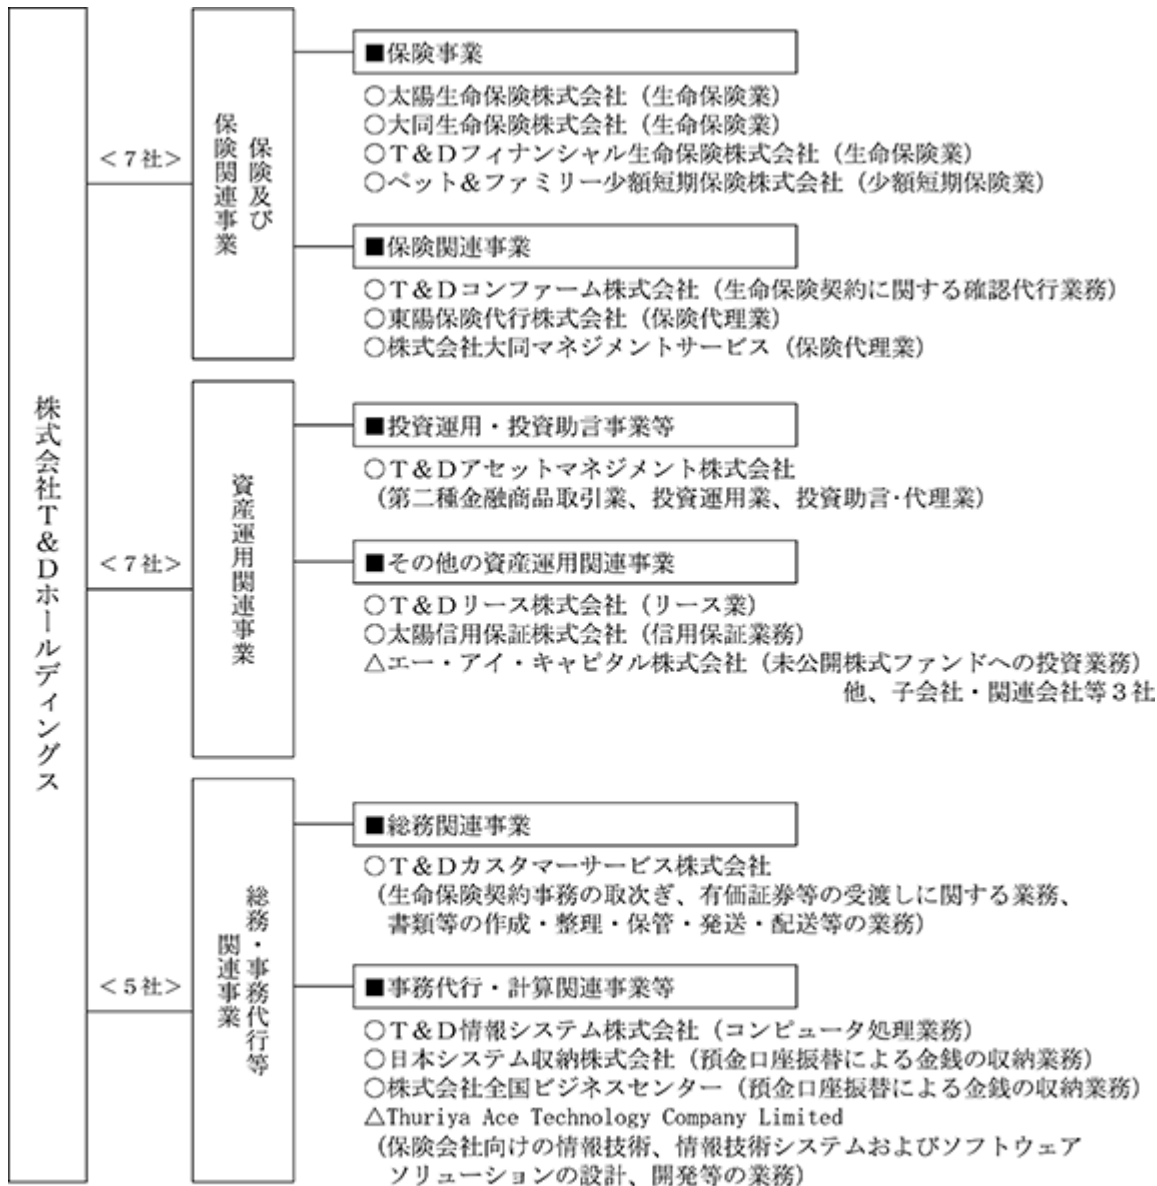 株式会社T＆Dホールディングス
＜７社＞
保険及び
保険関連事業
■保険事業
○太陽生命保険株式会社（生命保険業）
○大同生命保険株式会社（生命保険業）
○T＆Dフィナンシャル生命保険株式会社（生命保険業）
○ペット＆ファミリー少額短期保険株式会社（少額短期保険業）
■保険関連事業
○T＆Dコンファーム株式会社（生命保険契約に関する確認代行業務）
○東陽保険代行株式会社（保険代理業）
○株式会社大同マネジメントサービス（保険代理業）
＜７社＞
資産運用関連事業
■投資運用・投資助言事業等
○T＆Dアセットマネジメント株式会社
（第二種金融商品取引業、投資運用業、投資助言・代理業）
■その他の資産運用関連事業
○T＆Dリース株式会社（リース業）
○太陽信用保証株式会社（信用保証業務）
△エー・アイ・キャピタル株式会社（未公開株式ファンドへの投資業務）
他、子会社・関連会社等３社
＜５社＞
総務・事務代行等
関連事業
■総務関連事業
○T＆Dカスタマーサービス株式会社
（生命保険契約事務の取次ぎ、有価証券等の受渡しに関する業務、
書類等の作成・整理・保管・発送・配送等の業務）
■事務代行・計算関連事業等
○T＆D情報システム株式会社（コンピュータ処理業務）
○日本システム収納株式会社（預金口座振替による金銭の収納業務）
○株式会社全国ビジネスセンター（預金口座振替による金銭の収納業務）
△Thuriya Ace Technology Company Limited
（保険会社向けの情報技術、情報技術システムおよびソフトウェア
ソリューションの設計、開発等の業務）